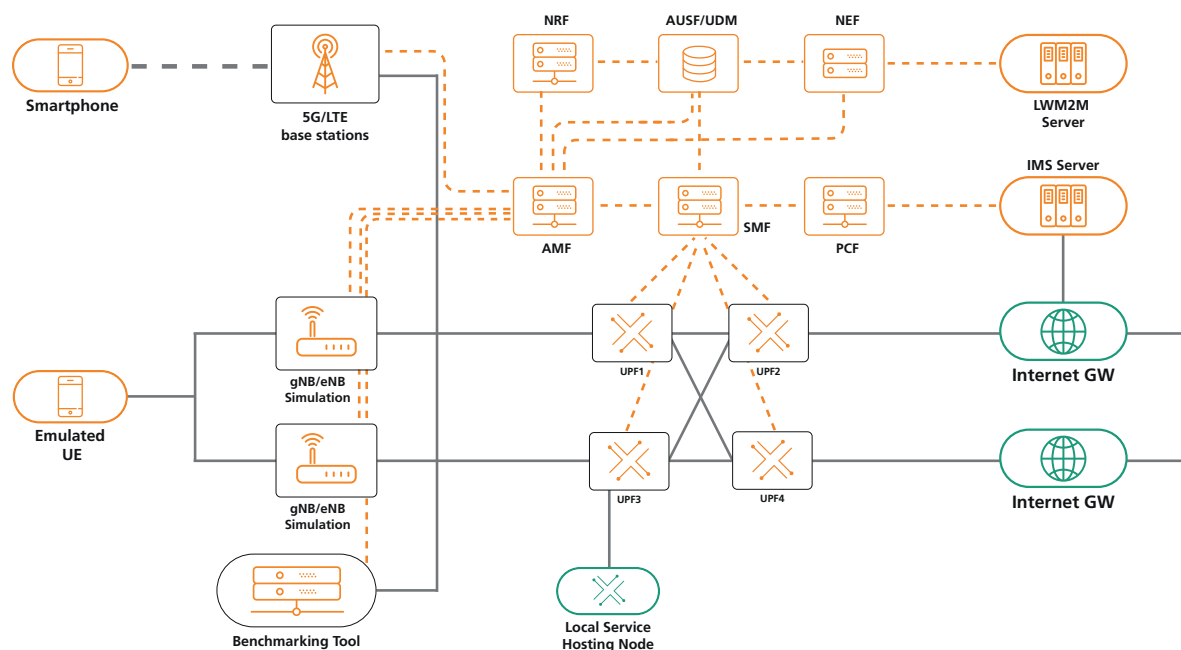 NRF
AUSF/UDM
NEF
Smartphone
5G/LTE
base stations
LWM2M
Server
IMS Server
AMF
SMF
PCF
gNB/eNB
Simulation
UPF1
UPF2
Internet GW
Emulated
UE
gNB/eNB
Simulation
UPF3
UPF4
Internet GW
Benchmarking Tool
Local Service
Hosting Node